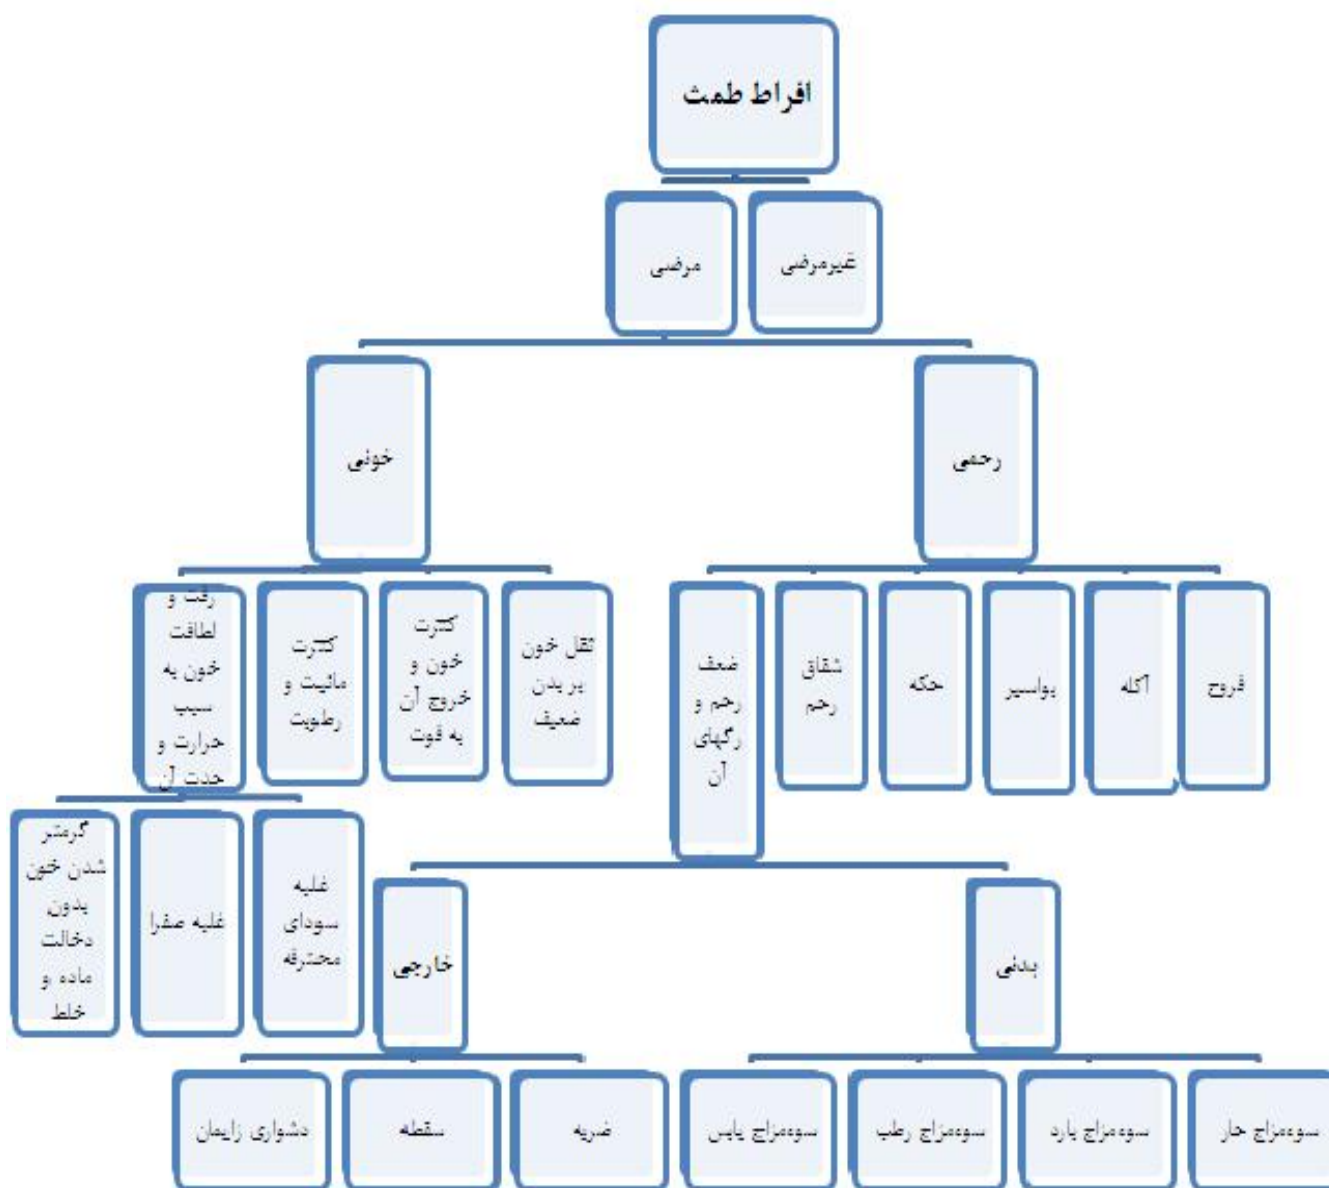 افراط طمث
غیرمرضی
مرضی
رحمی
خونی
قروح
آکله
بواسیر
حکه
شقاق
رحم
ضعف
رحم و
رگهای
آن
ثقل خون
بر بدن
ضعیف
کثرت
خون و
خروج آن
به قوت
کثرت
مائیت و
رطوبت
رقت و
لطافت
خون به
سبب
حرارت و
حدت آن
بدنی
خارجی
غلبه
سودای
محترقه
غلبه صفرا
گرمتر
شدن خون
بدون
دخالت
ماده و
خلط
سوءمزاج حار
سوءمزاج بارد
سوءمزاج رطب
سوءمزاج یابس
ضربه
سقطه
دشواری زایمان